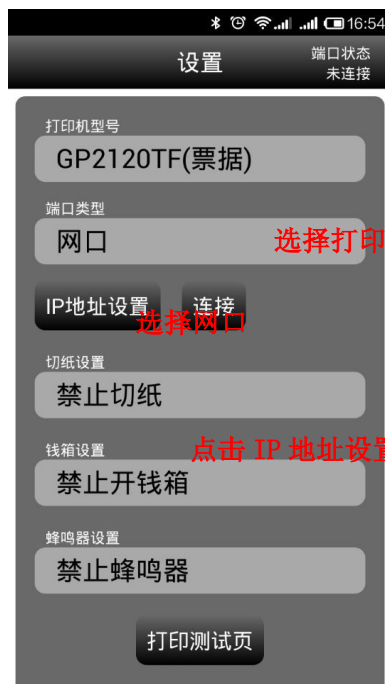 16:54
设置
端口状态
未连接
打印机型号
GP2120TF(票据)
端口类型
网口
选择打印
IP地址设置
连接
选择网口
切纸设置
禁止切纸
钱箱设置
点击 IP 地址设置
禁止开钱箱
蜂鸣器设置
禁止蜂鸣器
打印测试页